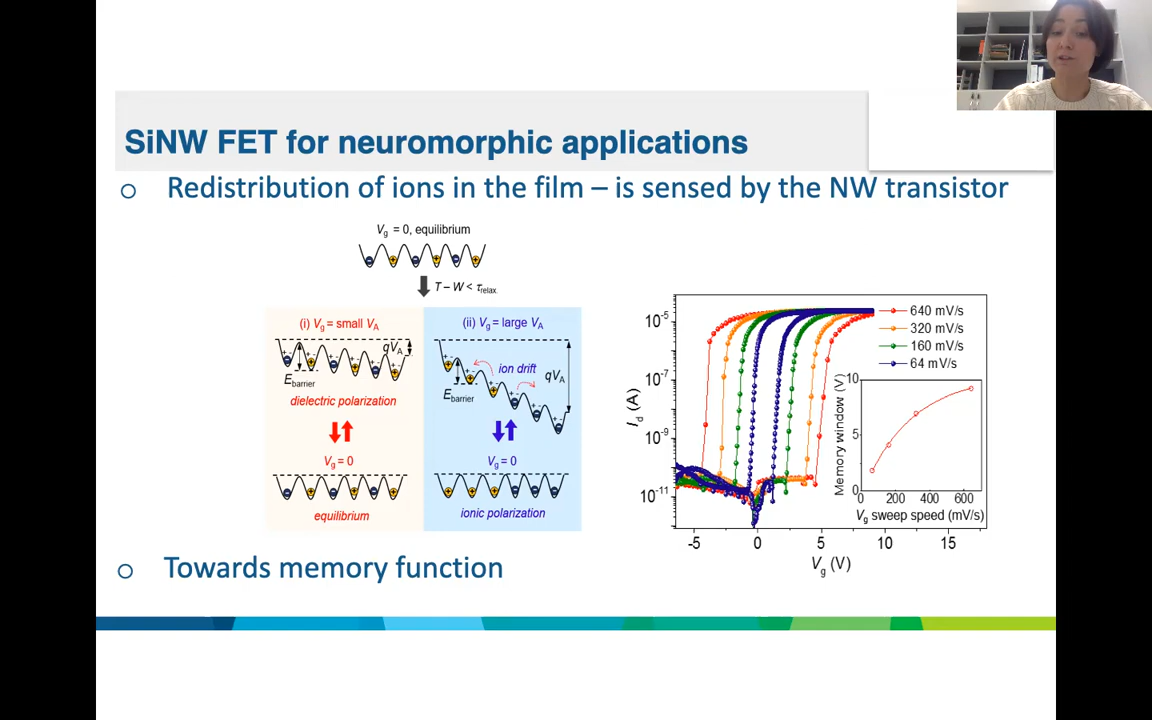 SiNW FET for neuromorphic applications
o Redistribution of ions in the film – is sensed by the NW transistor
Vg = 0, equilibrium
T – W < τrelax.
(i) Vg = small VA
qVA
Ebarrier
dielectric polarization
Vg = 0
equilibrium
(ii) Vg = large VA
ion drift
qVA
Ebarrier
Vg = 0
ionic polarization
640 mV/s
320 mV/s
160 mV/s
64 mV/s
Id (A)
10-5
10-7
10-9
10-11
-5 0 5 10 15
Vg (V)
Memory window (V)
10
5
0
0 200 400 600
Vg sweep speed (mV/s)
o Towards memory function